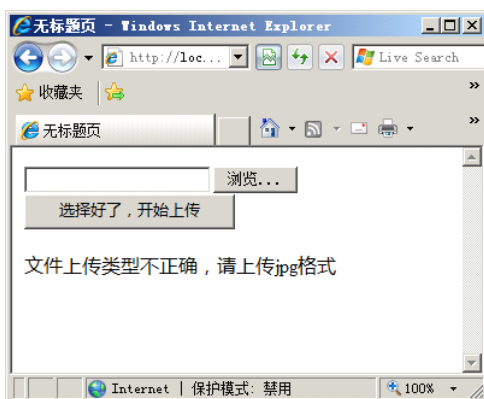 无标题页 - Windows Internet Explorer
http://loc...
Live Search
收藏夹
»
无标题页
»
浏览...
选择好了，开始上传
文件上传类型不正确，请上传jpg格式
Internet | 保护模式: 禁用
100%